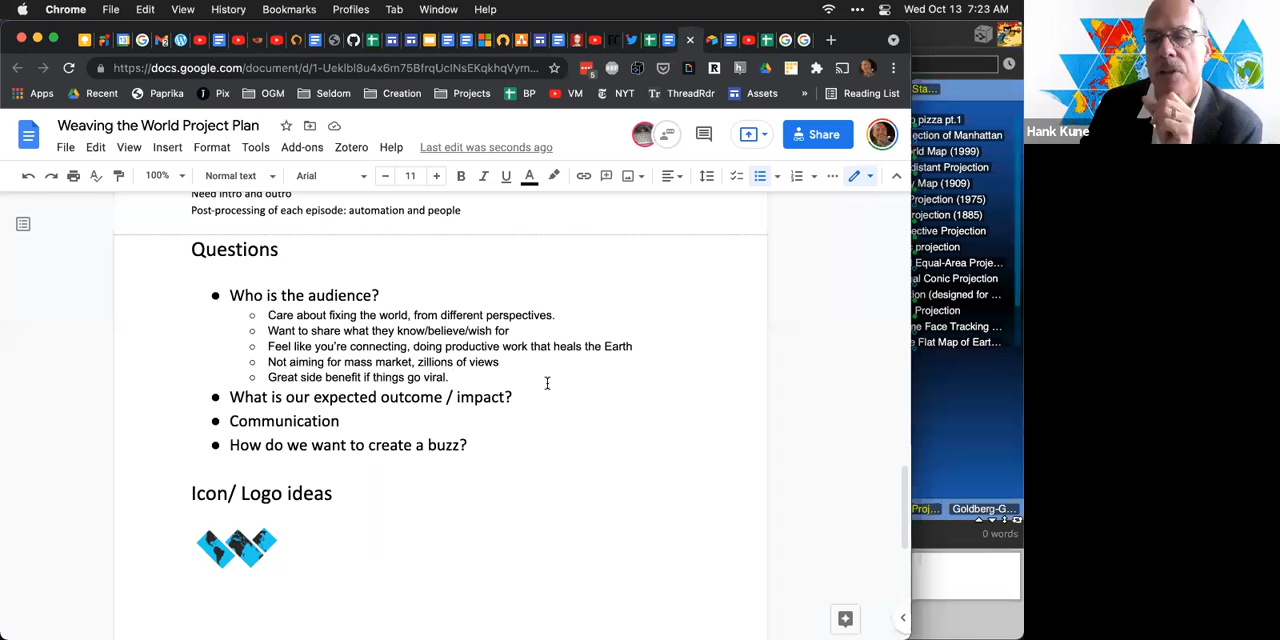 Chrome File Edit View History Bookmarks Profiles Tab Window Help Wed Oct 13 7:23 AM
https://docs.google.com/document/d/1-UekIbI8u4x6m75BfrqUcINsEKqkhqVym...
Apps Recent Paprika Pix OGM Seldom Creation Projects BP VM NYT ThreadRdr Assets » Reading List
Weaving the World Project Plan
File Edit View Insert Format Tools Add-ons Zotero Help Last edit was seconds ago
Share
100% Normal text Arial 11
Need intro and outro
Post-processing of each episode: automation and people
Questions
● Who is the audience?
○ Care about fixing the world, from different perspectives.
○ Want to share what they know/believe/wish for
○ Feel like you're connecting, doing productive work that heals the Earth
○ Not aiming for mass market, zillions of views
○ Great side benefit if things go viral.
● What is our expected outcome / impact?
● Communication
● How do we want to create a buzz?
Icon/ Logo ideas
Sta...
o pizza pt.1
ection of Manhattan
rld Map (1999)
distant Projection
y Map (1909)
Projection (1975)
rojection (1885)
ective Projection
projection
Equal-Area Proje...
al Conic Projection
ion (designed for ...
Projection
me Face Tracking
e Flat Map of Eart...
Proj... Goldberg-G...
0 words
Hank Kune